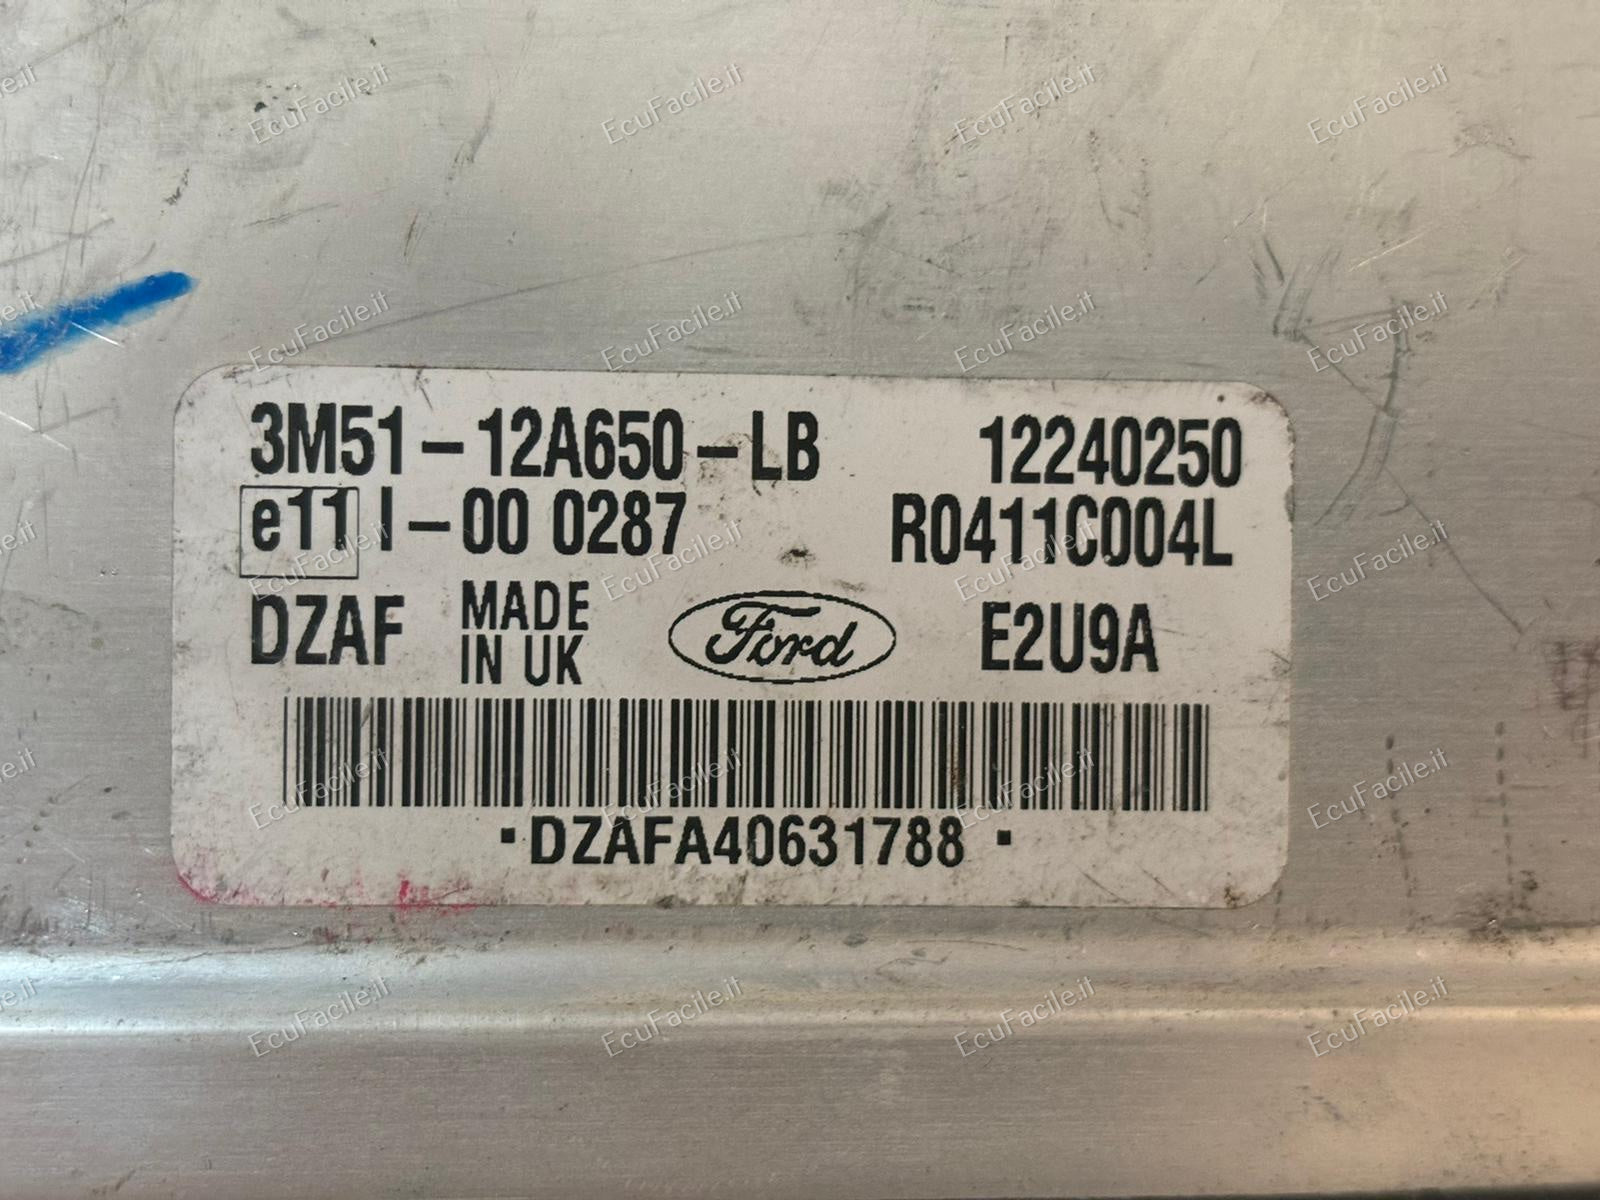 3M51-12A650-LB 12240250
e11 I-00 0287 R0411C004L
DZAF MADE IN UK Ford E2U9A
·DZAFA40631788·
EcuFacile.it